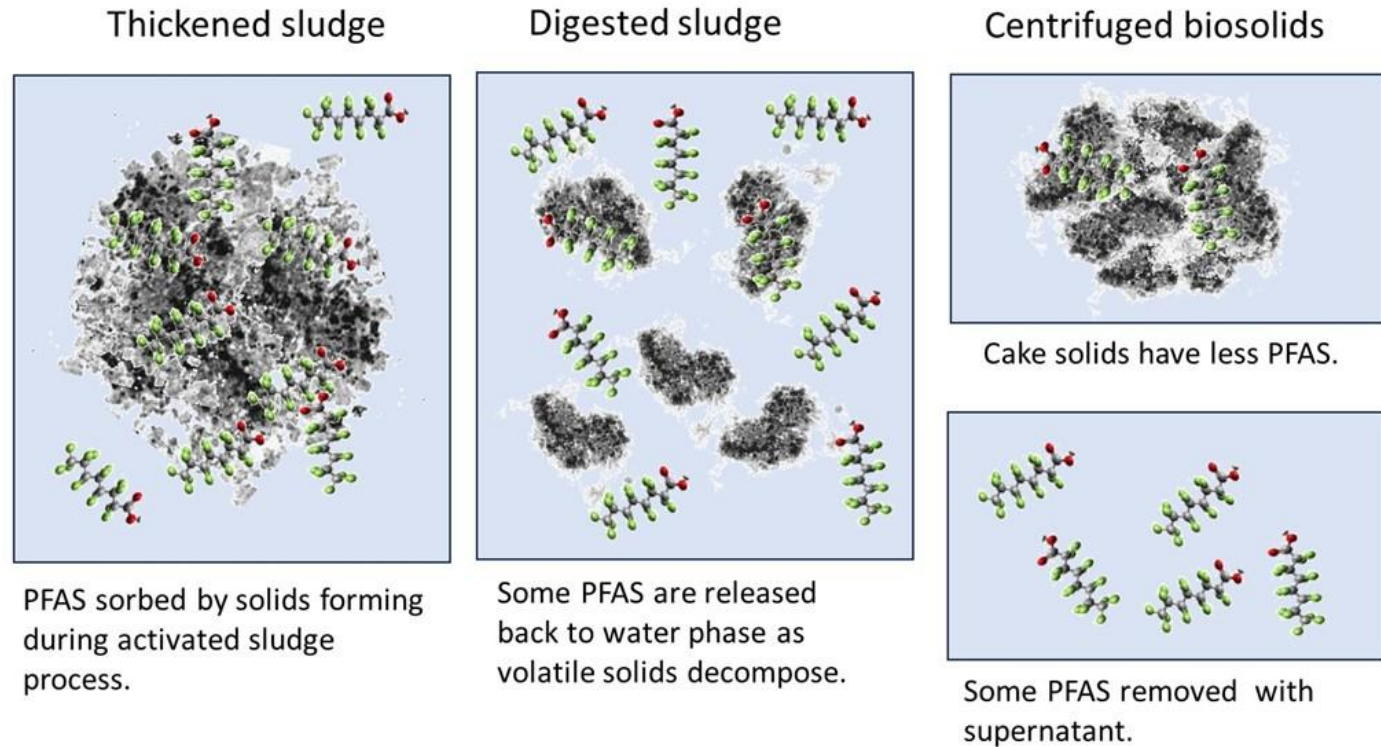 Thickened sludge
PFAS sorbed by solids forming
during activated sludge
process.
Digested sludge
Some PFAS are released
back to water phase as
volatile solids decompose.
Centrifuged biosolids
Cake solids have less PFAS.
Some PFAS removed with
supernatant.